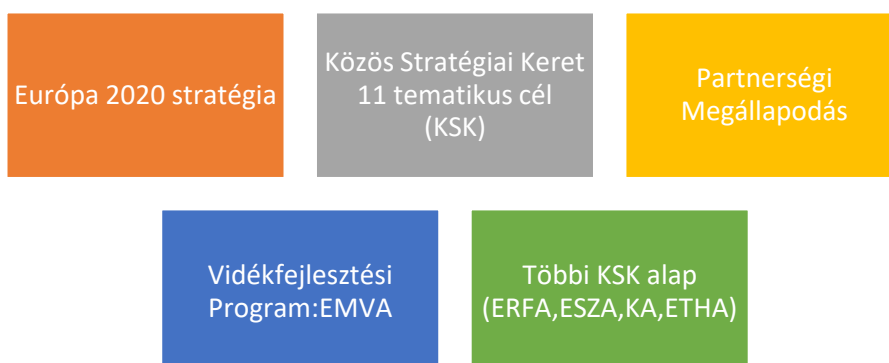 Európa 2020 stratégia
Közös Stratégiai Keret
11 tematikus cél
(KSK)
Partnerségi
Megállapodás
Vidékfejlesztési
Program:EMVA
Többi KSK alap
(ERFA,ESZA,KA,ETHA)